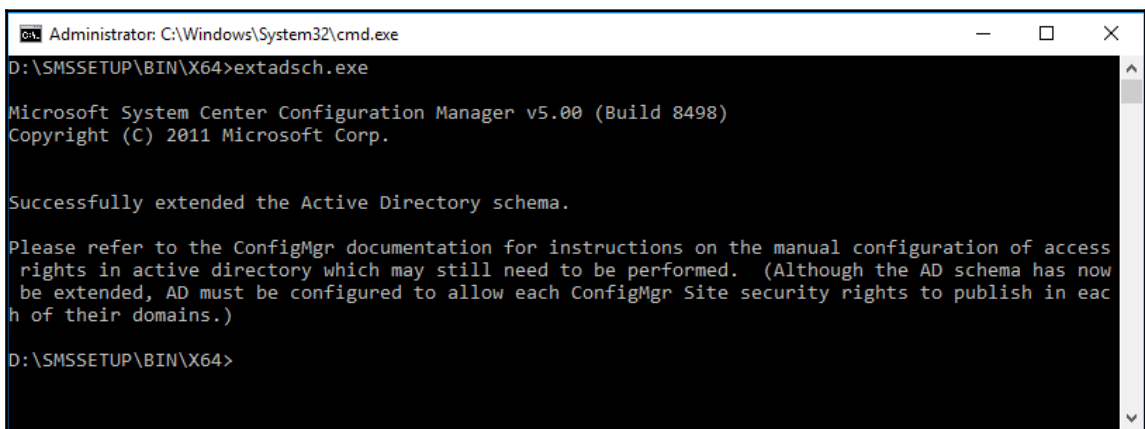 Administrator: C:\Windows\System32\cmd.exe
D:\SMSSETUP\BIN\X64>extadsch.exe
Microsoft System Center Configuration Manager v5.00 (Build 8498)
Copyright (C) 2011 Microsoft Corp.
Successfully extended the Active Directory schema.
Please refer to the ConfigMgr documentation for instructions on the manual configuration of access
 rights in active directory which may still need to be performed.  (Although the AD schema has now
 be extended, AD must be configured to allow each ConfigMgr Site security rights to publish in eac
h of their domains.)
D:\SMSSETUP\BIN\X64>